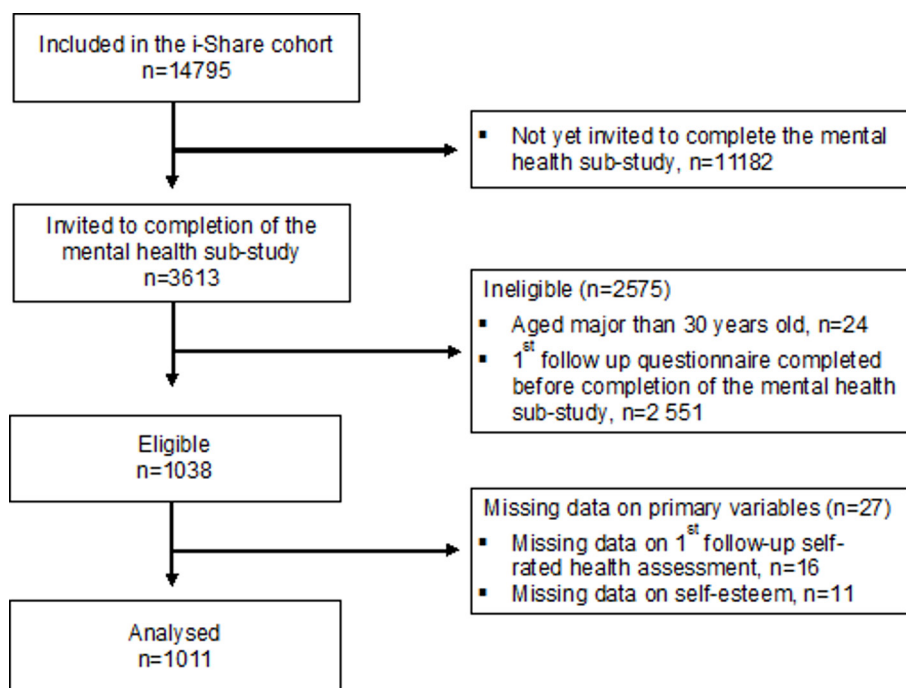 Included in the i-Share cohort
n=14795
▪ Not yet invited to complete the mental
health sub-study, n=11182
Invited to completion of the
mental health sub-study
n=3613
Ineligible (n=2575)
▪ Aged major than 30 years old, n=24
▪ 1st follow up questionnaire completed
before completion of the mental health
sub-study, n=2 551
Eligible
n=1038
Missing data on primary variables (n=27)
▪ Missing data on 1st follow-up self-
rated health assessment, n=16
▪ Missing data on self-esteem, n=11
Analysed
n=1011